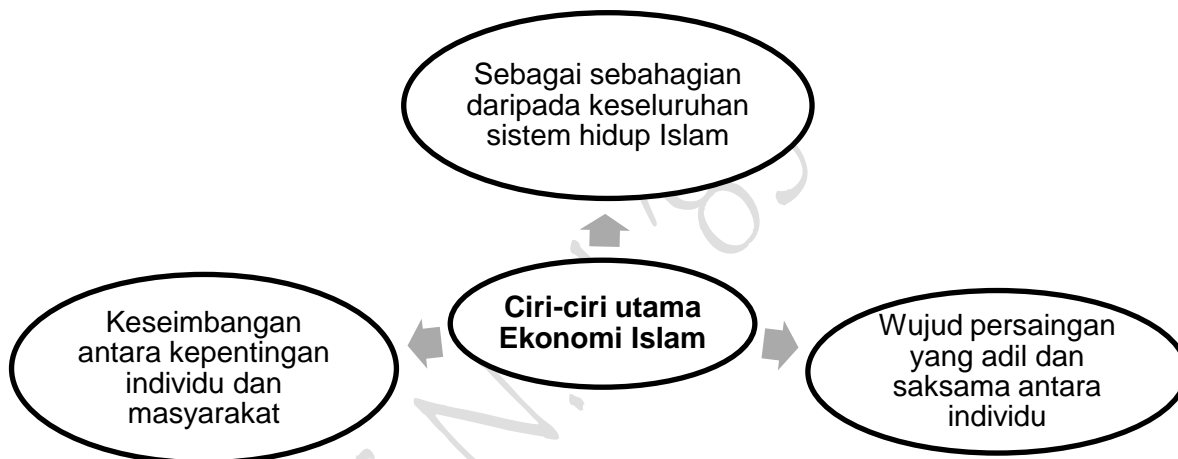 Sebagai sebahagian
daripada keseluruhan
sistem hidup Islam
Ciri-ciri utama
Ekonomi Islam
Keseimbangan
antara kepentingan
individu dan
masyarakat
Wujud persaingan
yang adil dan
saksama antara
individu